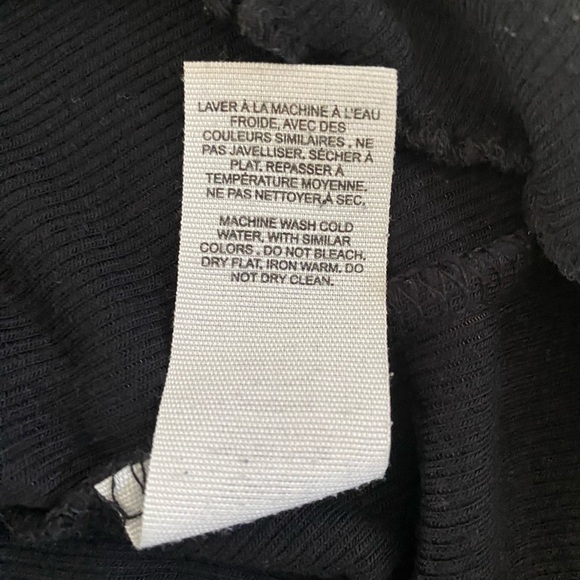 LAVER À LA MACHINE À L'EAU
FROIDE, AVEC DES
COULEURS SIMILAIRES . NE
PAS JAVELLISER. SÉCHER À
PLAT. REPASSER À
TEMPÉRATURE MOYENNE.
NE PAS NETTOYER À SEC.
MACHINE WASH COLD
WATER, WITH SIMILAR
COLORS . DO NOT BLEACH.
DRY FLAT. IRON WARM. DO
NOT DRY CLEAN.